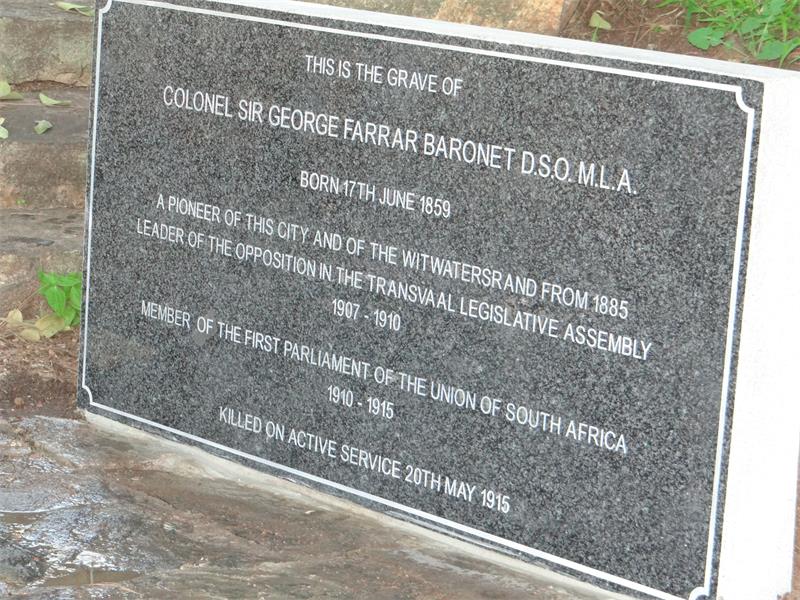 THIS IS THE GRAVE OF
COLONEL SIR GEORGE FARRAR BARONET D.S.O. M.L.A.
BORN 17TH JUNE 1859
A PIONEER OF THIS CITY AND OF THE WITWATERSRAND FROM 1885
LEADER OF THE OPPOSITION IN THE TRANSVAAL LEGISLATIVE ASSEMBLY
1907 - 1910
MEMBER OF THE FIRST PARLIAMENT OF THE UNION OF SOUTH AFRICA
1910 - 1915
KILLED ON ACTIVE SERVICE 20TH MAY 1915